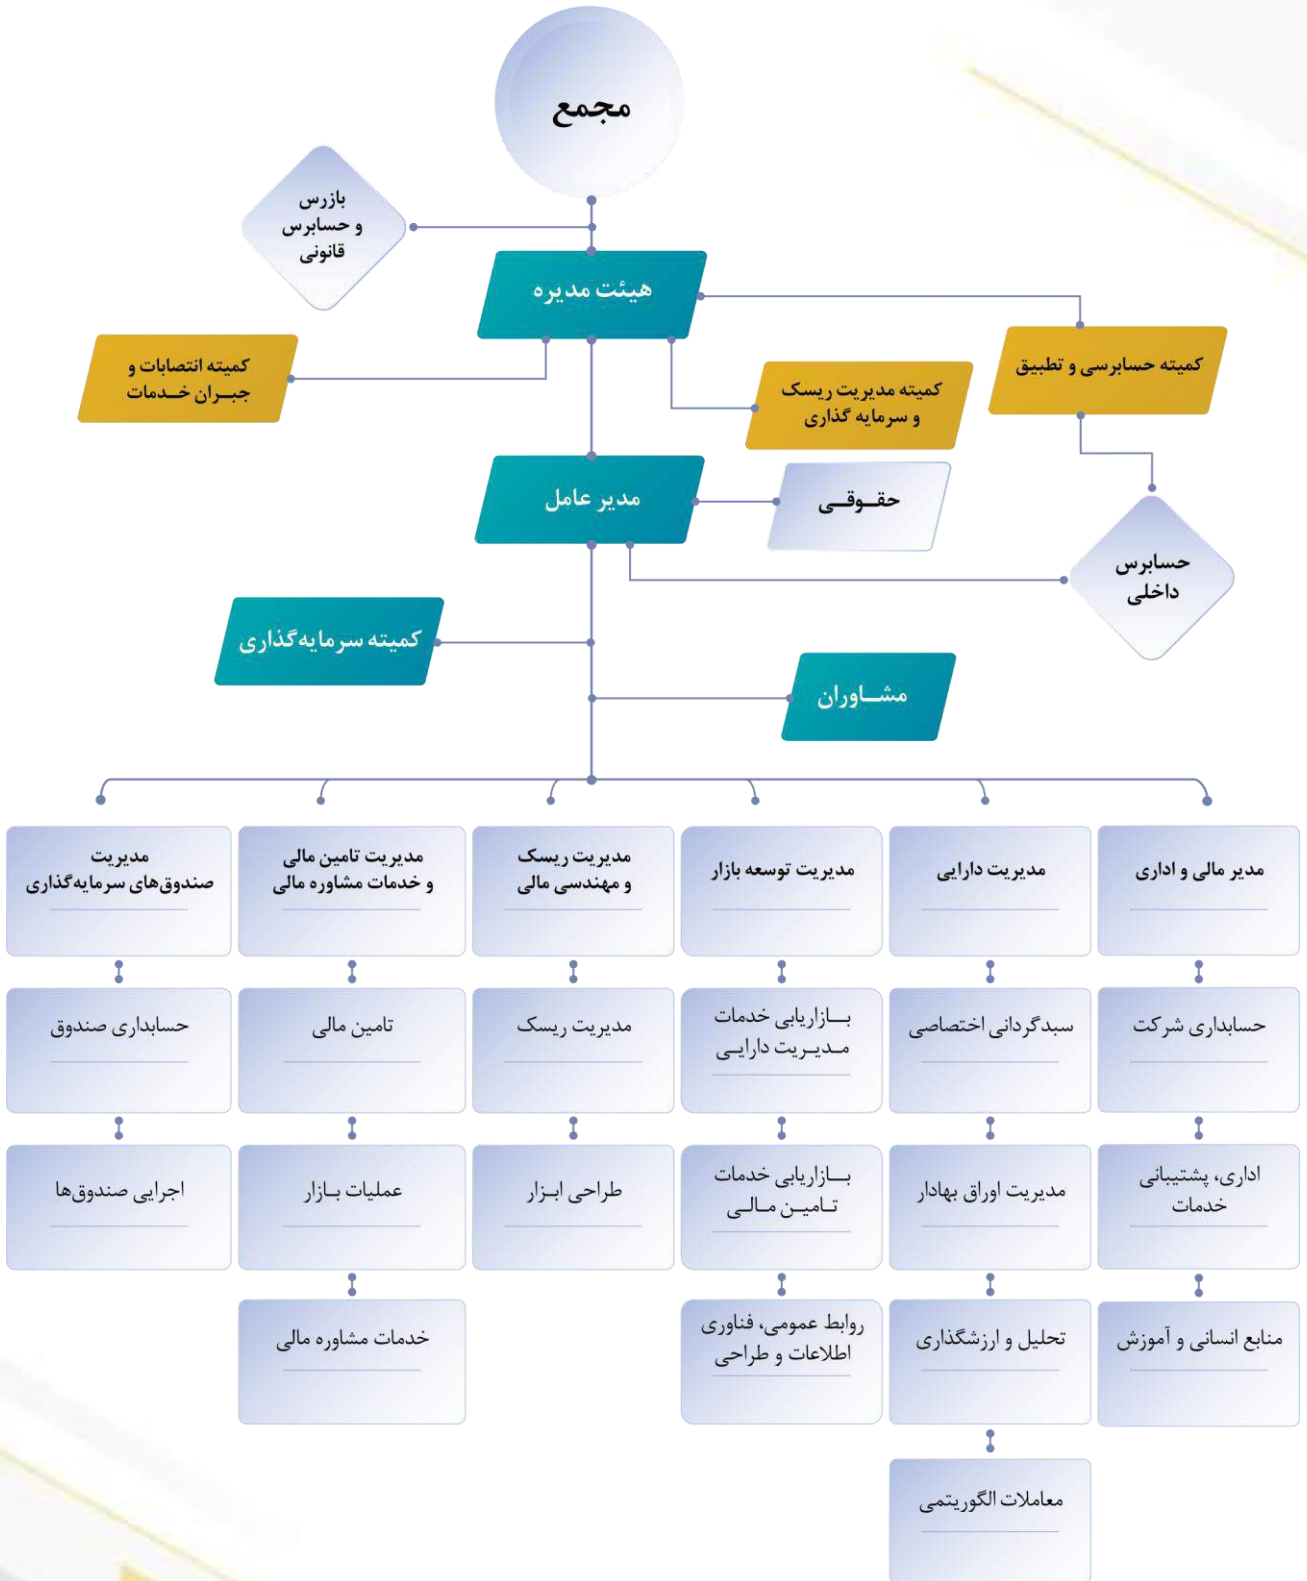 مجمع
بازرس
و حسابرس
قانونی
هیئت مدیره
کمیته حسابرسی و تطبیق
کمیته مدیریت ریسک
و سرمایه گذاری
کمیته انتصابات و
جبـران خـدمات
مدیر عامل
حقـوقـی
حسابرس
داخلی
کمیته سرمایه‌گذاری
مشـاوران
مدیر مالی و اداری
حسابداری شرکت
اداری، پشتیبانی
خدمات
منابع انسانی و آموزش
مدیریت دارایی
سبدگردانی اختصاصی
مدیریت اوراق بهادار
تحلیل و ارزشگذاری
معاملات الگوریتمی
مدیریت توسعه بازار
بـازاریابی خدمات
مـدیـریت دارایـی
بـازاریابی خدمات
تـامیـن مـالـی
روابط عمومی، فناوری
اطلاعات و طراحی
مدیریت ریسک
و مهندسی مالی
مدیریت ریسک
طراحی ابـزار
مدیریت تامین مالی
و خدمات مشاوره مالی
تامین مالی
عملیات بـازار
خدمات مشاوره مالی
مدیریت
صندوق‌های سرمایه‌گذاری
حسابداری صندوق
اجرایی صندوق‌ها